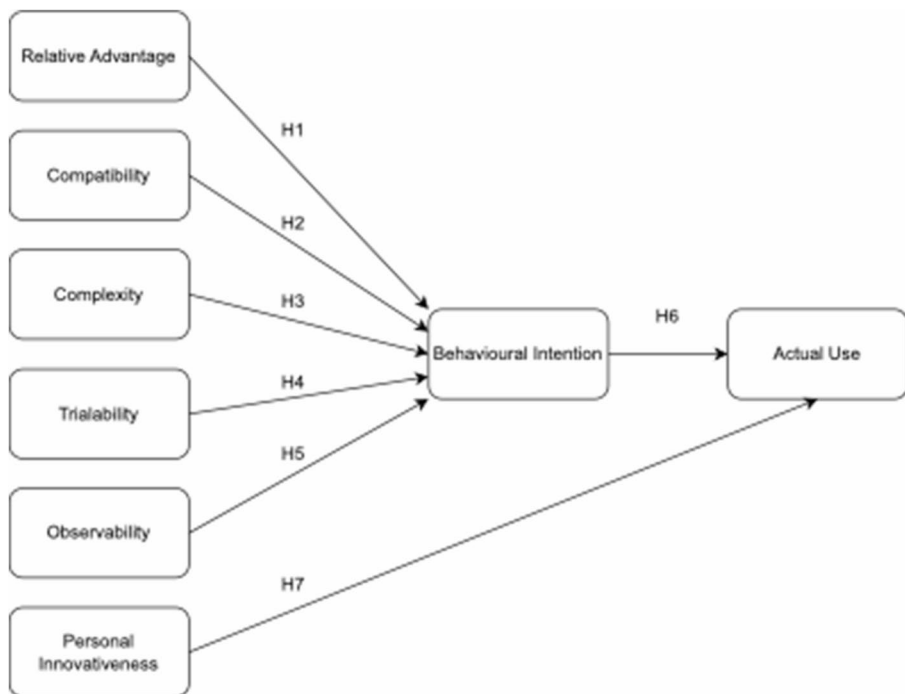 Relative Advantage
H1
Compatibility
H2
Complexity
H3
H6
Behavioural Intention
Actual Use
H4
Trialability
H5
Observability
H7
Personal
Innovativeness